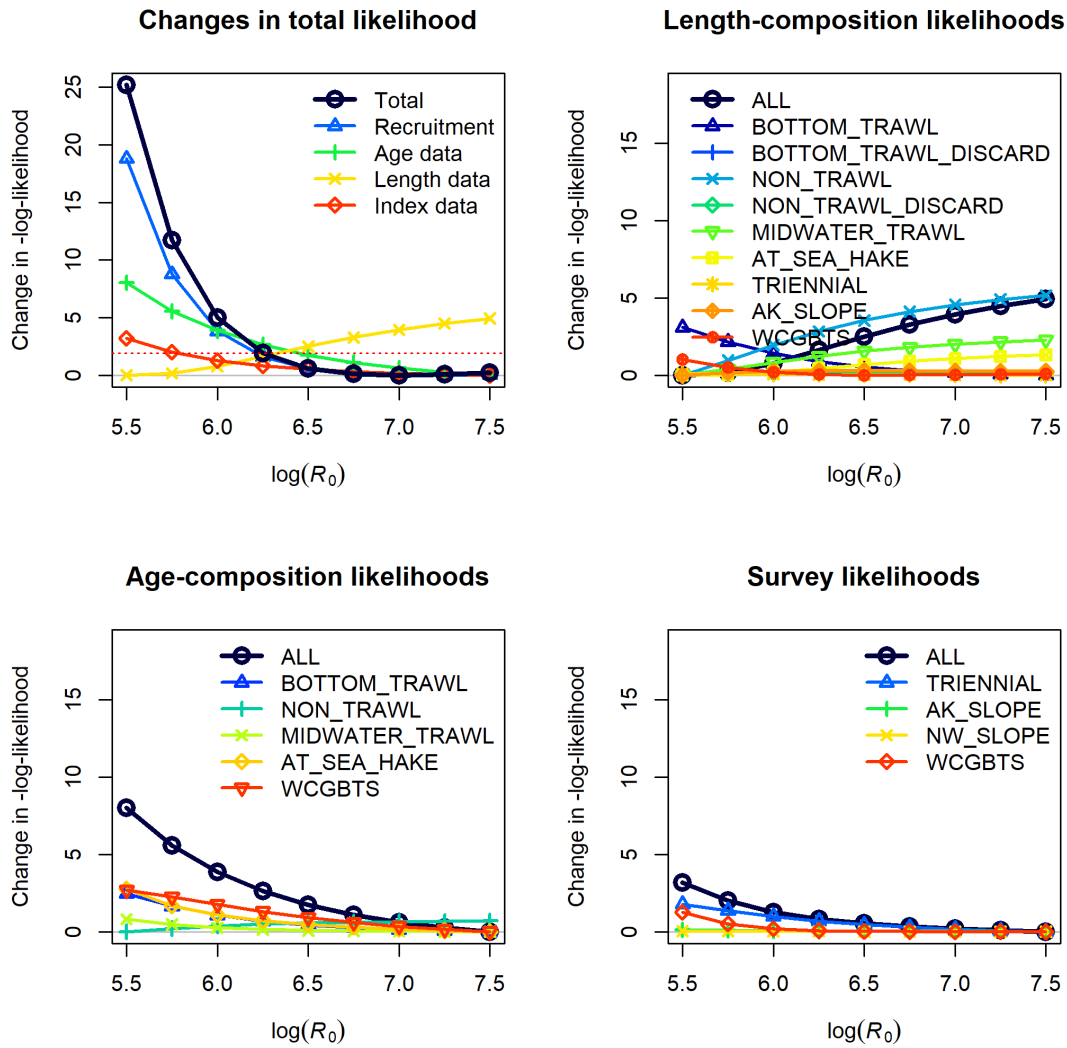 Changes in total likelihood
Change in -log-likelihood
25
20
15
10
5
0
Total
Recruitment
Age data
Length data
Index data
5.5 6.0 6.5 7.0 7.5
log(R₀)
Length-composition likelihoods
Change in -log-likelihood
15
10
5
0
ALL
BOTTOM_TRAWL
BOTTOM_TRAWL_DISCARD
NON_TRAWL
NON_TRAWL_DISCARD
MIDWATER_TRAWL
AT_SEA_HAKE
TRIENNIAL
AK_SLOPE
WCGBTS
5.5 6.0 6.5 7.0 7.5
log(R₀)
Age-composition likelihoods
Change in -log-likelihood
15
10
5
0
ALL
BOTTOM_TRAWL
NON_TRAWL
MIDWATER_TRAWL
AT_SEA_HAKE
WCGBTS
5.5 6.0 6.5 7.0 7.5
log(R₀)
Survey likelihoods
Change in -log-likelihood
15
10
5
0
ALL
TRIENNIAL
AK_SLOPE
NW_SLOPE
WCGBTS
5.5 6.0 6.5 7.0 7.5
log(R₀)